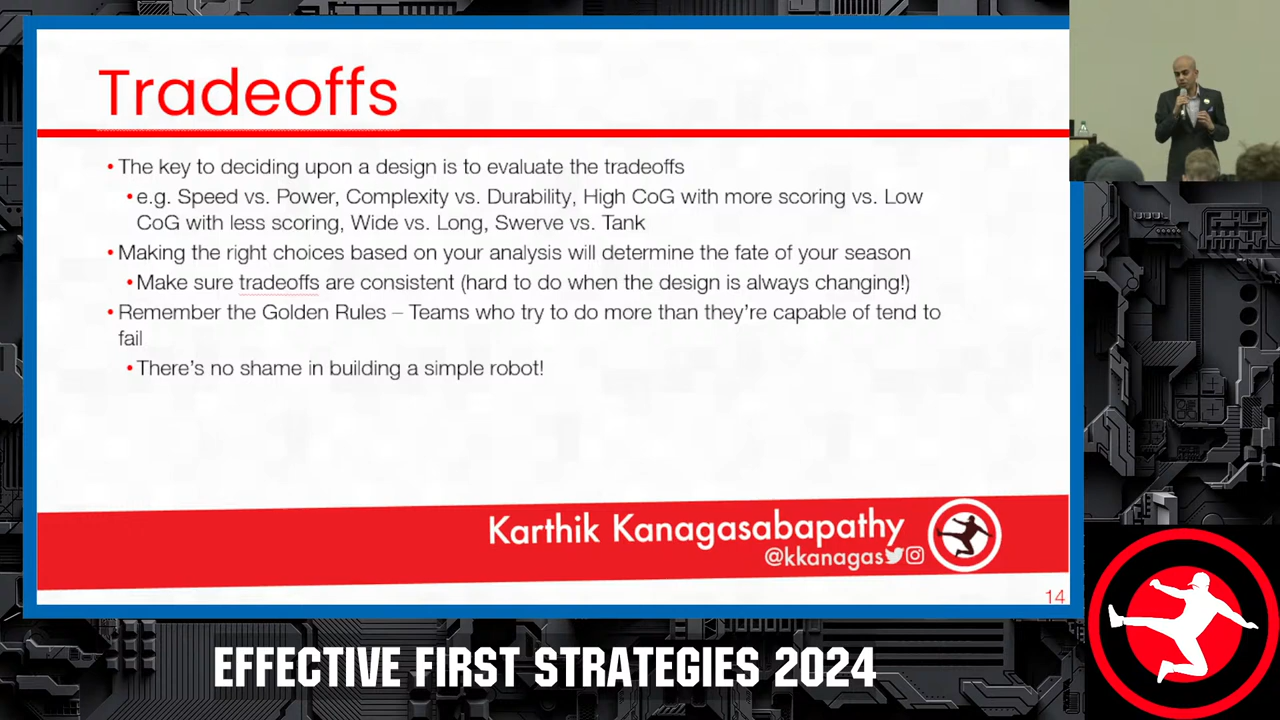 Tradeoffs
• The key to deciding upon a design is to evaluate the tradeoffs
• e.g. Speed vs. Power, Complexity vs. Durability, High CoG with more scoring vs. Low
CoG with less scoring, Wide vs. Long, Swerve vs. Tank
• Making the right choices based on your analysis will determine the fate of your season
• Make sure tradeoffs are consistent (hard to do when the design is always changing!)
• Remember the Golden Rules – Teams who try to do more than they're capable of tend to
fail
• There's no shame in building a simple robot!
Karthik Kanagasabapathy
@kkanagas
14
EFFECTIVE FIRST STRATEGIES 2024